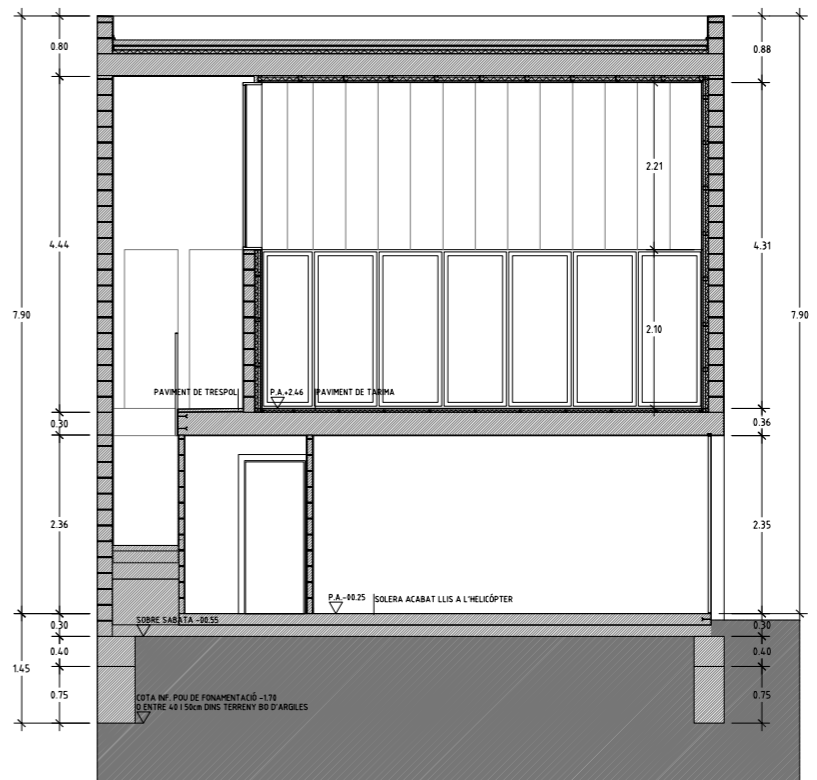 0.80
0.88
2.21
4.44
4.31
7.90
7.90
2.10
PAVIMENT DE TRESPOL
P.A.+2.46
PAVIMENT DE TARIMA
0.30
0.36
2.36
2.35
P.A.-00.25
SOLERA ACABAT LLIS A L'HELICÓPTER
SOBRE SABATA -00.55
0.30
0.30
0.40
0.40
1.45
0.75
0.75
COTA INF. POU DE FONAMENTACIÓ -1.70
O ENTRE 40 I 50cm DINS TERRENY BO D'ARGILES